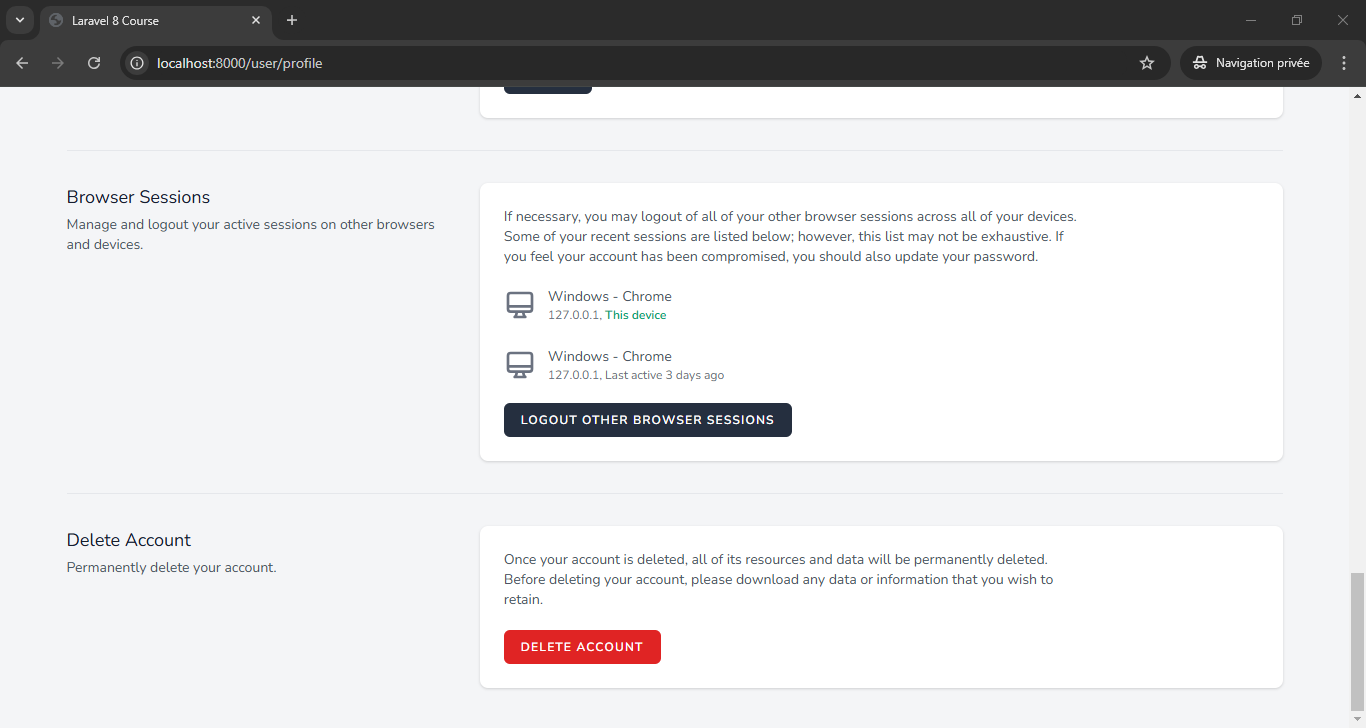 Laravel 8 Course
localhost:8000/user/profile
Navigation privée
Browser Sessions
Manage and logout your active sessions on other browsers
and devices.
If necessary, you may logout of all of your other browser sessions across all of your devices.
Some of your recent sessions are listed below; however, this list may not be exhaustive. If
you feel your account has been compromised, you should also update your password.
Windows - Chrome
127.0.0.1, This device
Windows - Chrome
127.0.0.1, Last active 3 days ago
LOGOUT OTHER BROWSER SESSIONS
Delete Account
Permanently delete your account.
Once your account is deleted, all of its resources and data will be permanently deleted.
Before deleting your account, please download any data or information that you wish to
retain.
DELETE ACCOUNT